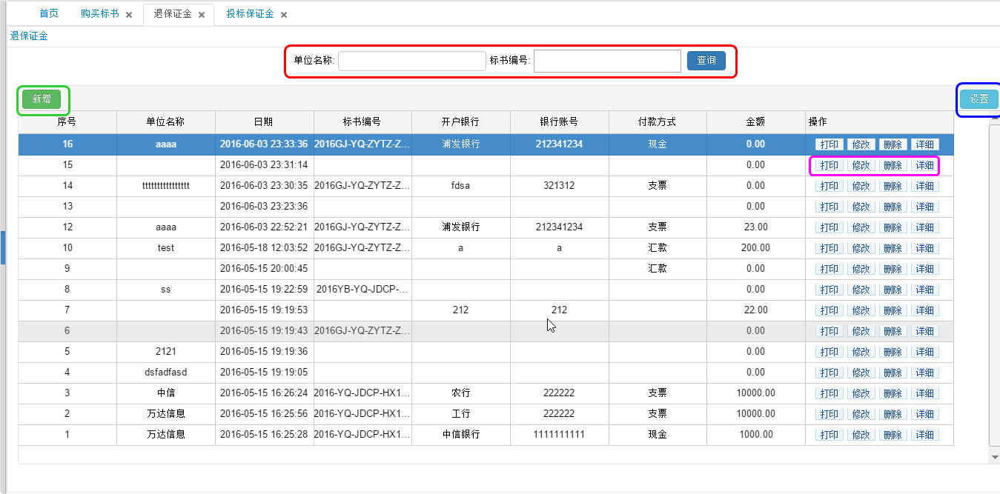 首页 购买标书 × 退保证金 × 投标保证金 ×
退保证金
单位名称: 标书编号: 查询
新增 设置
序号 单位名称 日期 标书编号 开户银行 银行账号 付款方式 金额 操作
16 aaaa 2016-06-03 23:33:36 2016GJ-YQ-ZYTZ-Z... 浦发银行 212341234 现金 0.00 打印 修改 删除 详细
15 2016-06-03 23:31:14 0.00 打印 修改 删除 详细
14 tttttttttttttttt 2016-06-03 23:30:35 2016GJ-YQ-ZYTZ-Z... fdsa 321312 支票 0.00 打印 修改 删除 详细
13 2016-06-03 23:23:36 0.00 打印 修改 删除 详细
12 aaaa 2016-06-03 22:52:21 2016GJ-YQ-ZYTZ-Z... 浦发银行 212341234 支票 23.00 打印 修改 删除 详细
10 test 2016-05-18 12:03:52 2016GJ-YQ-ZYTZ-Z... a a 汇款 200.00 打印 修改 删除 详细
9 2016-05-15 20:00:45 汇款 0.00 打印 修改 删除 详细
8 ss 2016-05-15 19:22:59 2016YB-YQ-JDCP-... 0.00 打印 修改 删除 详细
7 2016-05-15 19:19:53 212 212 22.00 打印 修改 删除 详细
6 2016-05-15 19:19:43 2016GJ-YQ-ZYTZ-Z... 0.00 打印 修改 删除 详细
5 2121 2016-05-15 19:19:36 0.00 打印 修改 删除 详细
4 dsfadfasd 2016-05-15 19:19:05 0.00 打印 修改 删除 详细
3 中信 2016-05-15 16:26:24 2016-YQ-JDCP-HX1... 农行 222222 支票 10000.00 打印 修改 删除 详细
2 万达信息 2016-05-15 16:25:56 2016-YQ-JDCP-HX1... 工行 222222 支票 10000.00 打印 修改 删除 详细
1 万达信息 2016-05-15 16:25:28 2016-YQ-JDCP-HX1... 中信银行 1111111111 现金 1000.00 打印 修改 删除 详细